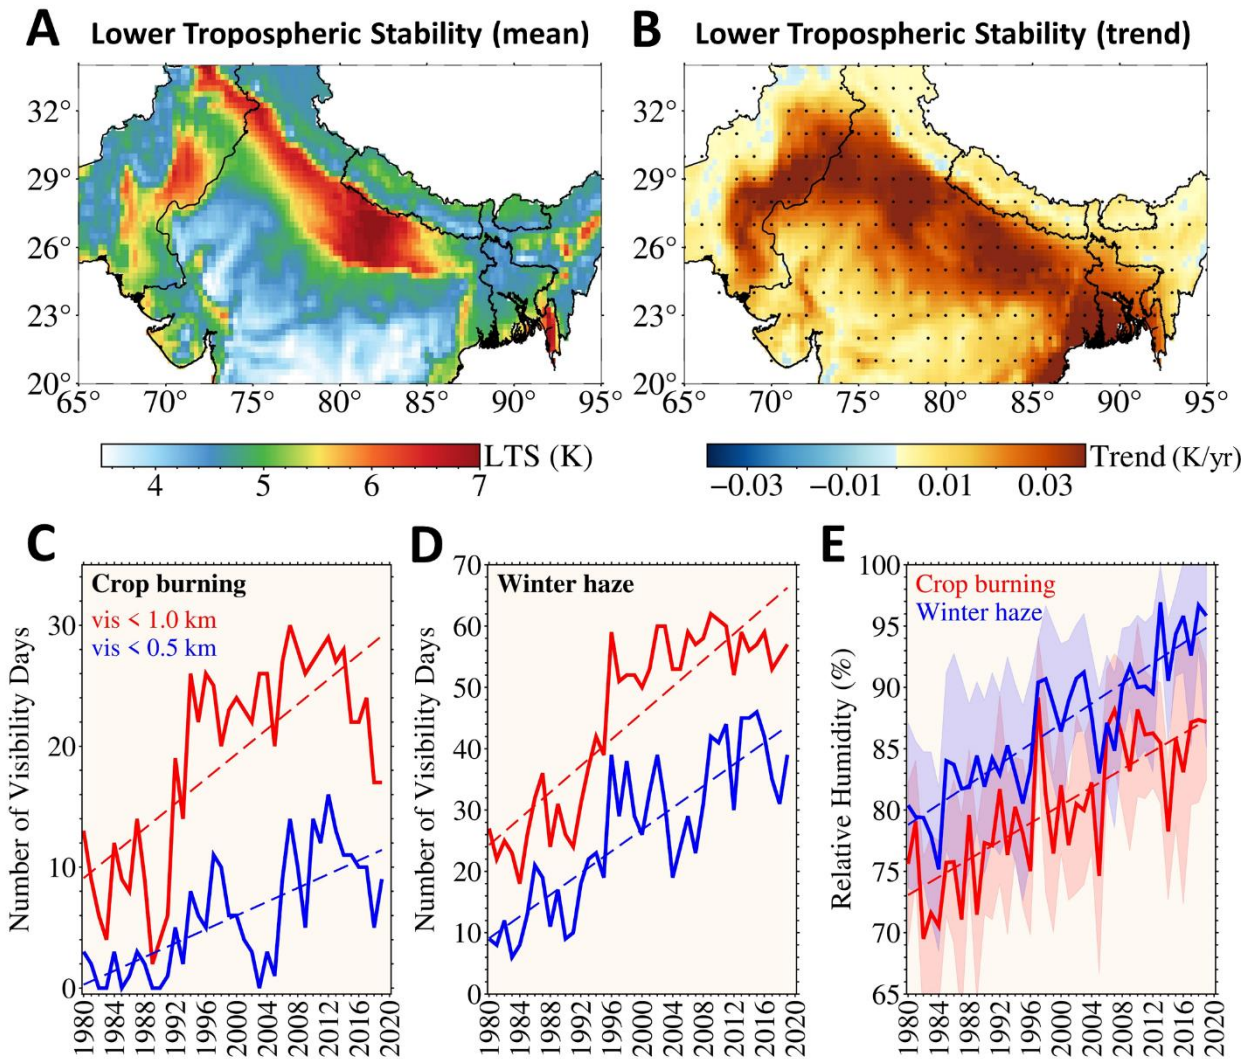 A Lower Tropospheric Stability (mean)
B Lower Tropospheric Stability (trend)
32°
29°
26°
23°
20°
65° 70° 75° 80° 85° 90° 95°
32°
29°
26°
23°
20°
65° 70° 75° 80° 85° 90° 95°
4 5 6 7
LTS (K)
−0.03 −0.01 0.01 0.03
Trend (K/yr)
C
Crop burning
vis < 1.0 km
vis < 0.5 km
Number of Visibility Days
30
20
10
0
1980 1984 1988 1992 1996 2000 2004 2008 2012 2016 2020
D
Winter haze
Number of Visibility Days
70
60
50
40
30
20
10
0
1980 1984 1988 1992 1996 2000 2004 2008 2012 2016 2020
E
Crop burning
Winter haze
Relative Humidity (%)
100
95
90
85
80
75
70
65
1980 1984 1988 1992 1996 2000 2004 2008 2012 2016 2020